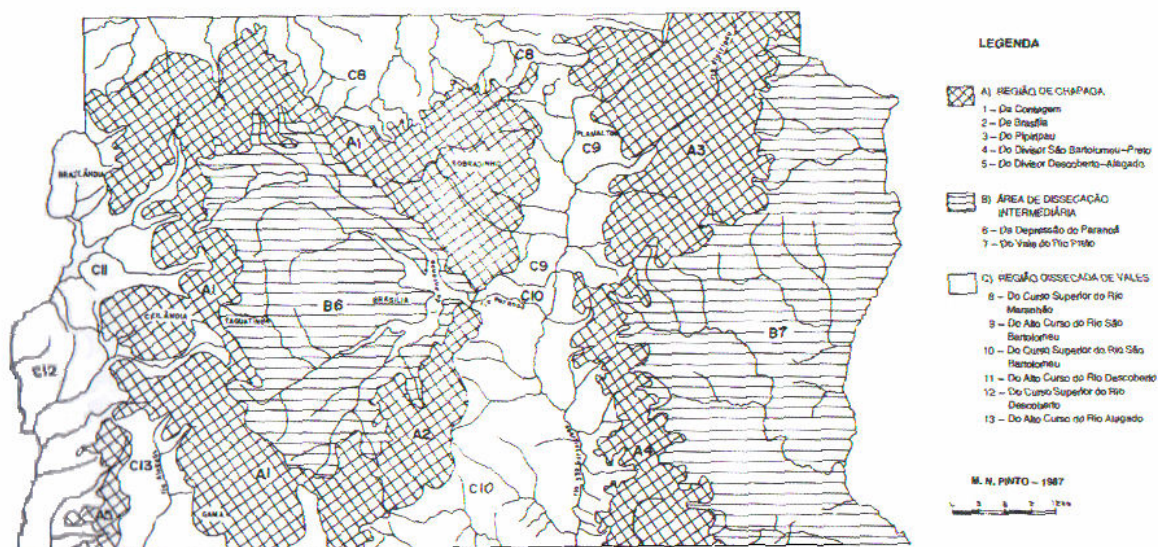 C8
C8
A1
SOBRADINHO
PLANALTINA
C9
A3
BRAZLÂNDIA
C11
A1
CEILÂNDIA
TAGUATINGA
B6
BRASÍLIA
C9
C10
B7
C12
A2
C13
A1
A4
C10
GAMA
A5
LEGENDA
A) REGIÃO DE CHAPADA
1 – Da Contagem
2 – De Brasília
3 – Do Pipiripau
4 – Do Divisor São Bartolomeu–Preto
5 – Do Divisor Descoberto–Alagado
B) ÁREA DE DISSECAÇÃO
INTERMEDIÁRIA
6 – Da Depressão do Paranoá
7 – Do Vale do Rio Preto
C) REGIÃO DISSECADA DE VALES
8 – Do Curso Superior do Rio
Maranhão
9 – Do Alto Curso do Rio São
Bartolomeu
10 – Do Curso Superior do Rio São
Bartolomeu
11 – Do Alto Curso do Rio Descoberto
12 – Do Curso Superior do Rio
Descoberto
13 – Do Alto Curso do Rio Alagado
M. N. PINTO – 1987